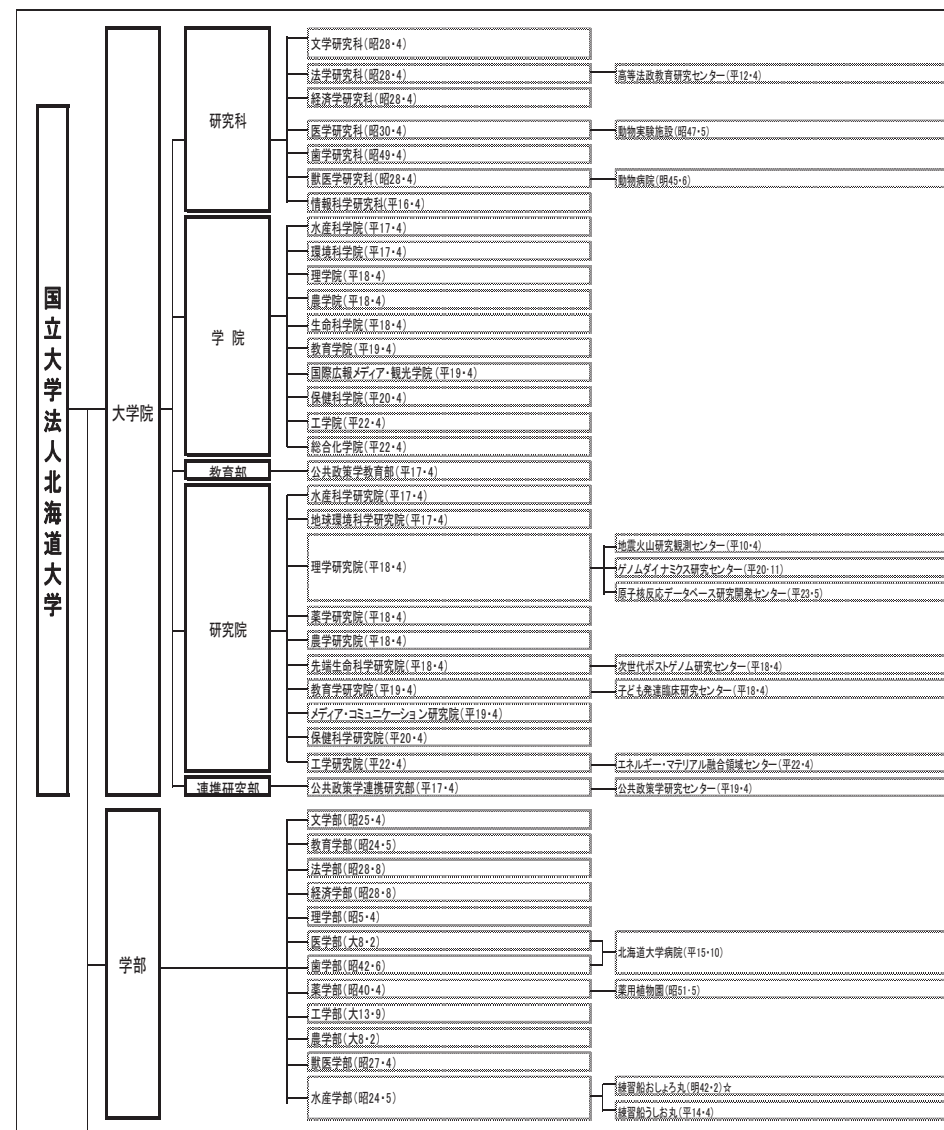 国立大学法人北海道大学
大学院
研究科
文学研究科(昭28・4)
法学研究科(昭28・4)
高等法政教育研究センター(平12・4)
経済学研究科(昭28・4)
医学研究科(昭30・4)
動物実験施設(昭47・5)
歯学研究科(昭49・4)
獣医学研究科(昭28・4)
動物病院(明45・6)
情報科学研究科(平16・4)
学 院
水産科学院(平17・4)
環境科学院(平17・4)
理学院(平18・4)
農学院(平18・4)
生命科学院(平18・4)
教育学院(平19・4)
国際広報メディア・観光学院(平19・4)
保健科学院(平20・4)
工学院(平22・4)
総合化学院(平22・4)
教育部
公共政策学教育部(平17・4)
研究院
水産科学研究院(平17・4)
地球環境科学研究院(平17・4)
理学研究院(平18・4)
地震火山研究観測センター(平10・4)
ゲノムダイナミクス研究センター(平20・11)
原子核反応データベース研究開発センター(平23・5)
薬学研究院(平18・4)
農学研究院(平18・4)
先端生命科学研究院(平18・4)
次世代ポストゲノム研究センター(平18・4)
教育学研究院(平19・4)
子ども発達臨床研究センター(平18・4)
メディア・コミュニケーション研究院(平19・4)
保健科学研究院(平20・4)
工学研究院(平22・4)
エネルギー・マテリアル融合領域センター(平22・4)
連携研究部
公共政策学連携研究部(平17・4)
公共政策学研究センター(平19・4)
学部
文学部(昭25・4)
教育学部(昭24・5)
法学部(昭28・8)
経済学部(昭28・8)
理学部(昭5・4)
医学部(大8・2)
北海道大学病院(平15・10)
歯学部(昭42・6)
薬学部(昭40・4)
薬用植物園(昭51・5)
工学部(大13・9)
農学部(大8・2)
獣医学部(昭27・4)
水産学部(昭24・5)
練習船おしょろ丸(明42・2)☆
練習船うしお丸(平14・4)